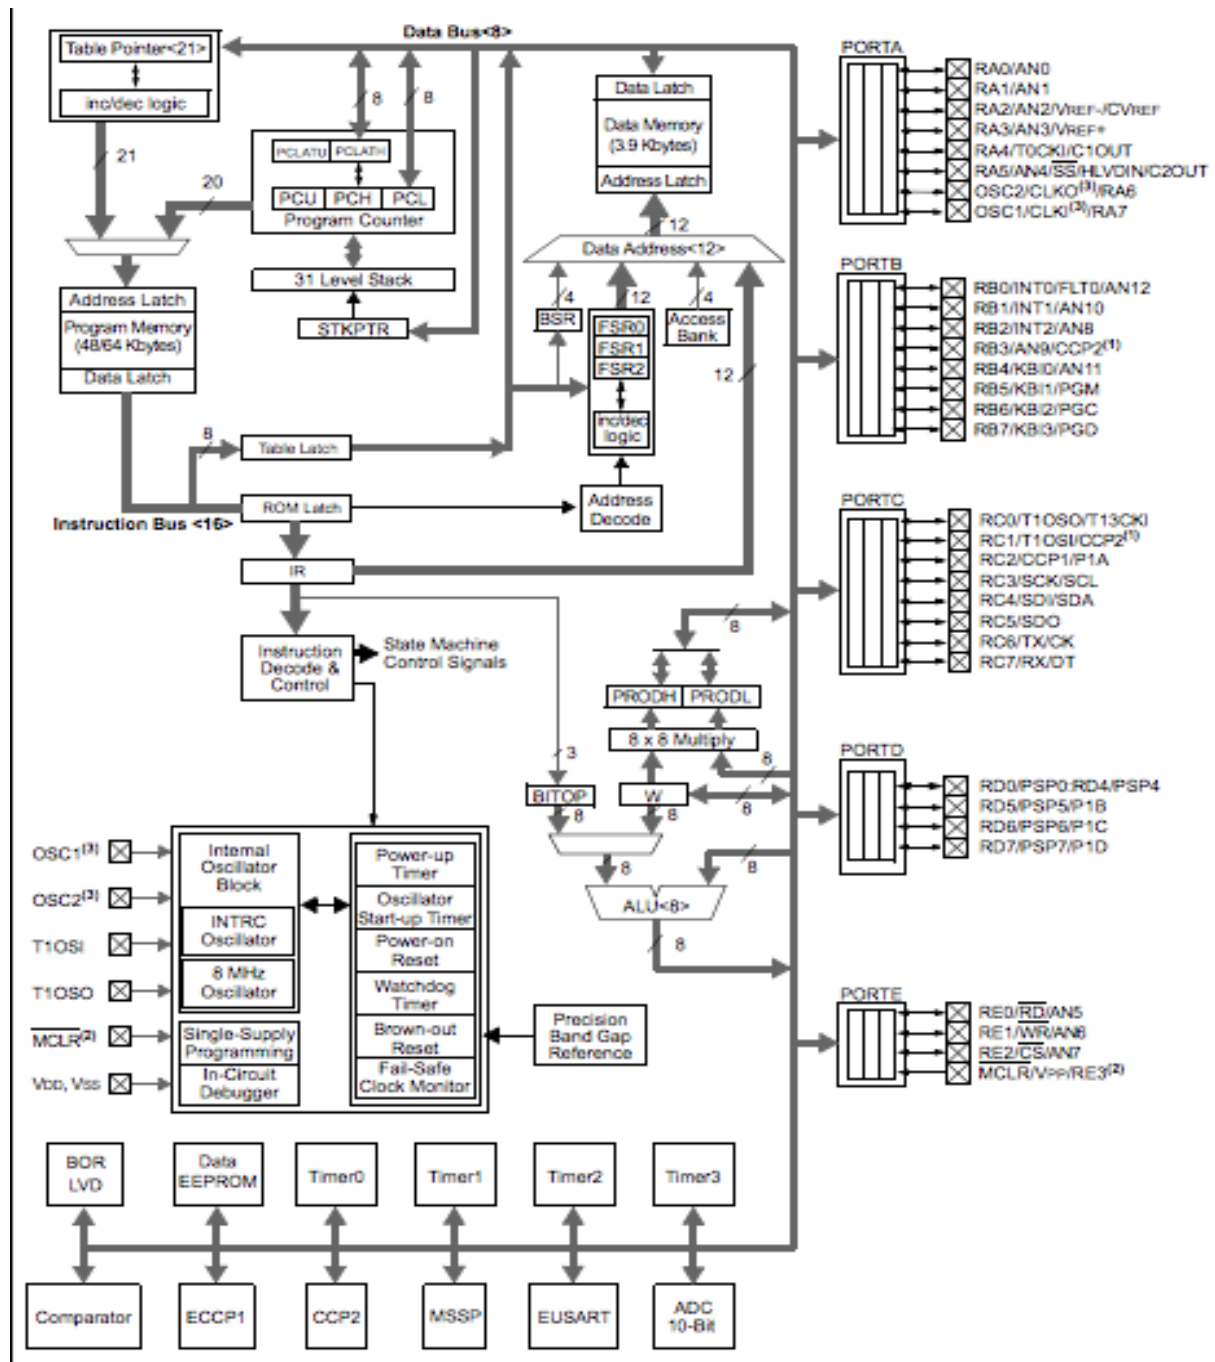 Data Bus<8>
Table Pointer<21>
inc/dec logic
21
20
8
8
PCLATU PCLATH
PCU PCH PCL
Program Counter
31 Level Stack
STKPTR
Address Latch
Program Memory
(48/64 Kbytes)
Data Latch
8
Table Latch
ROM Latch
Instruction Bus <16>
IR
Instruction
Decode &
Control
State Machine
Control Signals
Data Latch
Data Memory
(3.9 Kbytes)
Address Latch
12
Data Address<12>
4
12
4
BSR
FSR0
FSR1
FSR2
Access
Bank
12
inc/dec
logic
Address
Decode
8
PRODH PRODL
8 x 8 Multiply
3
8
BITOP
W
8
8
8
8
8
ALU<8>
8
OSC1(3)
OSC2(3)
T1OSI
T1OSO
MCLR(2)
VDD, VSS
Internal
Oscillator
Block
INTRC
Oscillator
8 MHz
Oscillator
Single-Supply
Programming
In-Circuit
Debugger
Power-up
Timer
Oscillator
Start-up Timer
Power-on
Reset
Watchdog
Timer
Brown-out
Reset
Fail-Safe
Clock Monitor
Precision
Band Gap
Reference
PORTA
RA0/AN0
RA1/AN1
RA2/AN2/VREF-/CVREF
RA3/AN3/VREF+
RA4/T0CKI/C1OUT
RA5/AN4/SS/HLVDIN/C2OUT
OSC2/CLKO(3)/RA6
OSC1/CLKI(3)/RA7
PORTB
RB0/INT0/FLT0/AN12
RB1/INT1/AN10
RB2/INT2/AN8
RB3/AN9/CCP2(1)
RB4/KBI0/AN11
RB5/KBI1/PGM
RB6/KBI2/PGC
RB7/KBI3/PGD
PORTC
RC0/T1OSO/T13CKI
RC1/T1OSI/CCP2(1)
RC2/CCP1/P1A
RC3/SCK/SCL
RC4/SDI/SDA
RC5/SDO
RC6/TX/CK
RC7/RX/DT
PORTD
RD0/PSP0:RD4/PSP4
RD5/PSP5/P1B
RD6/PSP6/P1C
RD7/PSP7/P1D
PORTE
RE0/RD/AN5
RE1/WR/AN6
RE2/CS/AN7
MCLR/VPP/RE3(2)
BOR
LVD
Data
EEPROM
Timer0
Timer1
Timer2
Timer3
Comparator
ECCP1
CCP2
MSSP
EUSART
ADC
10-Bit